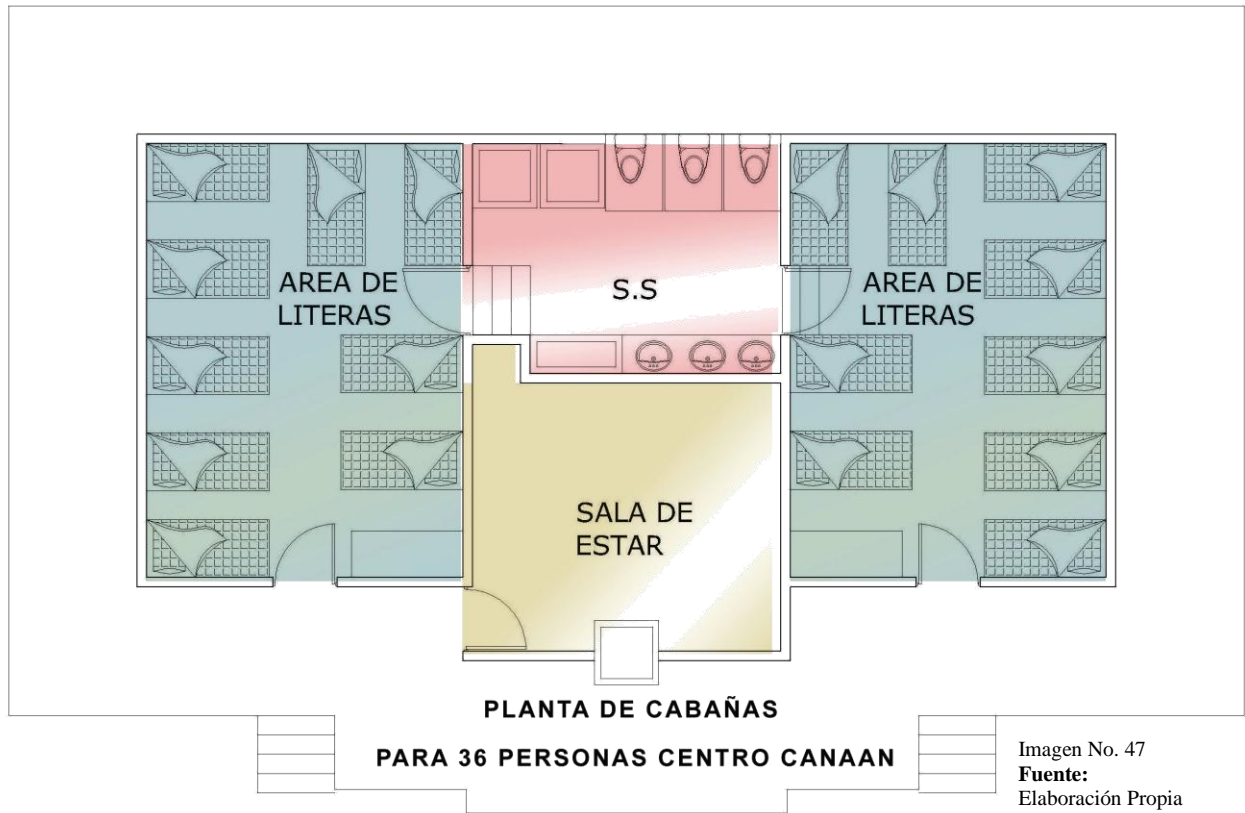 AREA DE
LITERAS
S.S
AREA DE
LITERAS
SALA DE
ESTAR
PLANTA DE CABAÑAS
PARA 36 PERSONAS CENTRO CANAAN
Imagen No. 47
Fuente:
Elaboración Propia